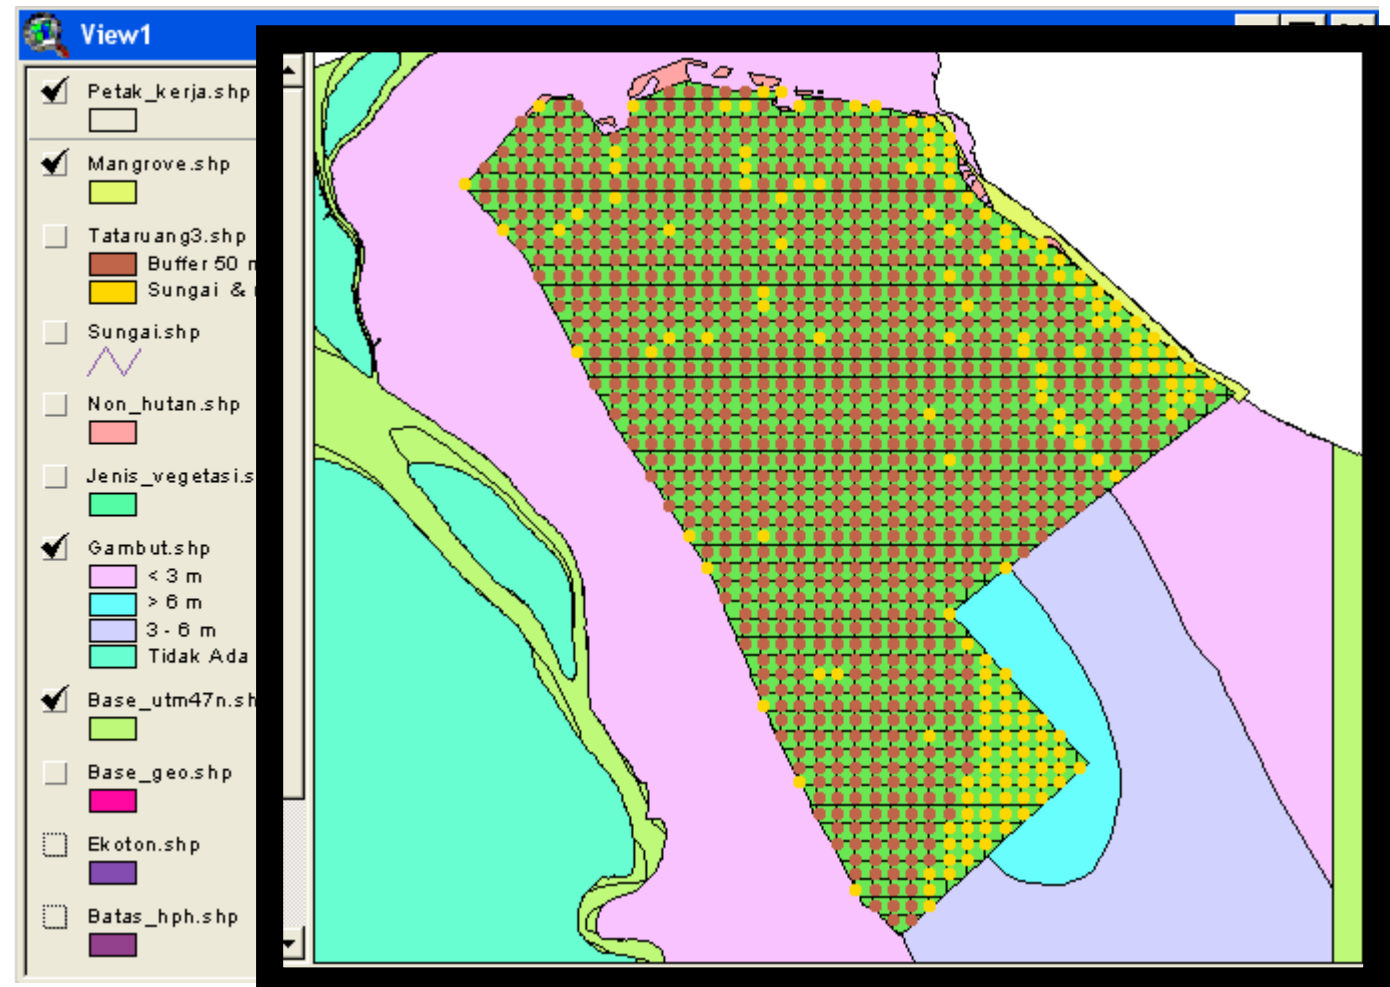 View1
Petak_kerja.shp
Mangrove.shp
Tataruang3.shp
Buffer 50
Sungai &
Sungai.shp
Non_hutan.shp
Jenis_vegetasi.s
Gambut.shp
< 3 m
> 6 m
3 - 6 m
Tidak Ada
Base_utm47n.sh
Base_geo.shp
Ekoton.shp
Batas_hph.shp